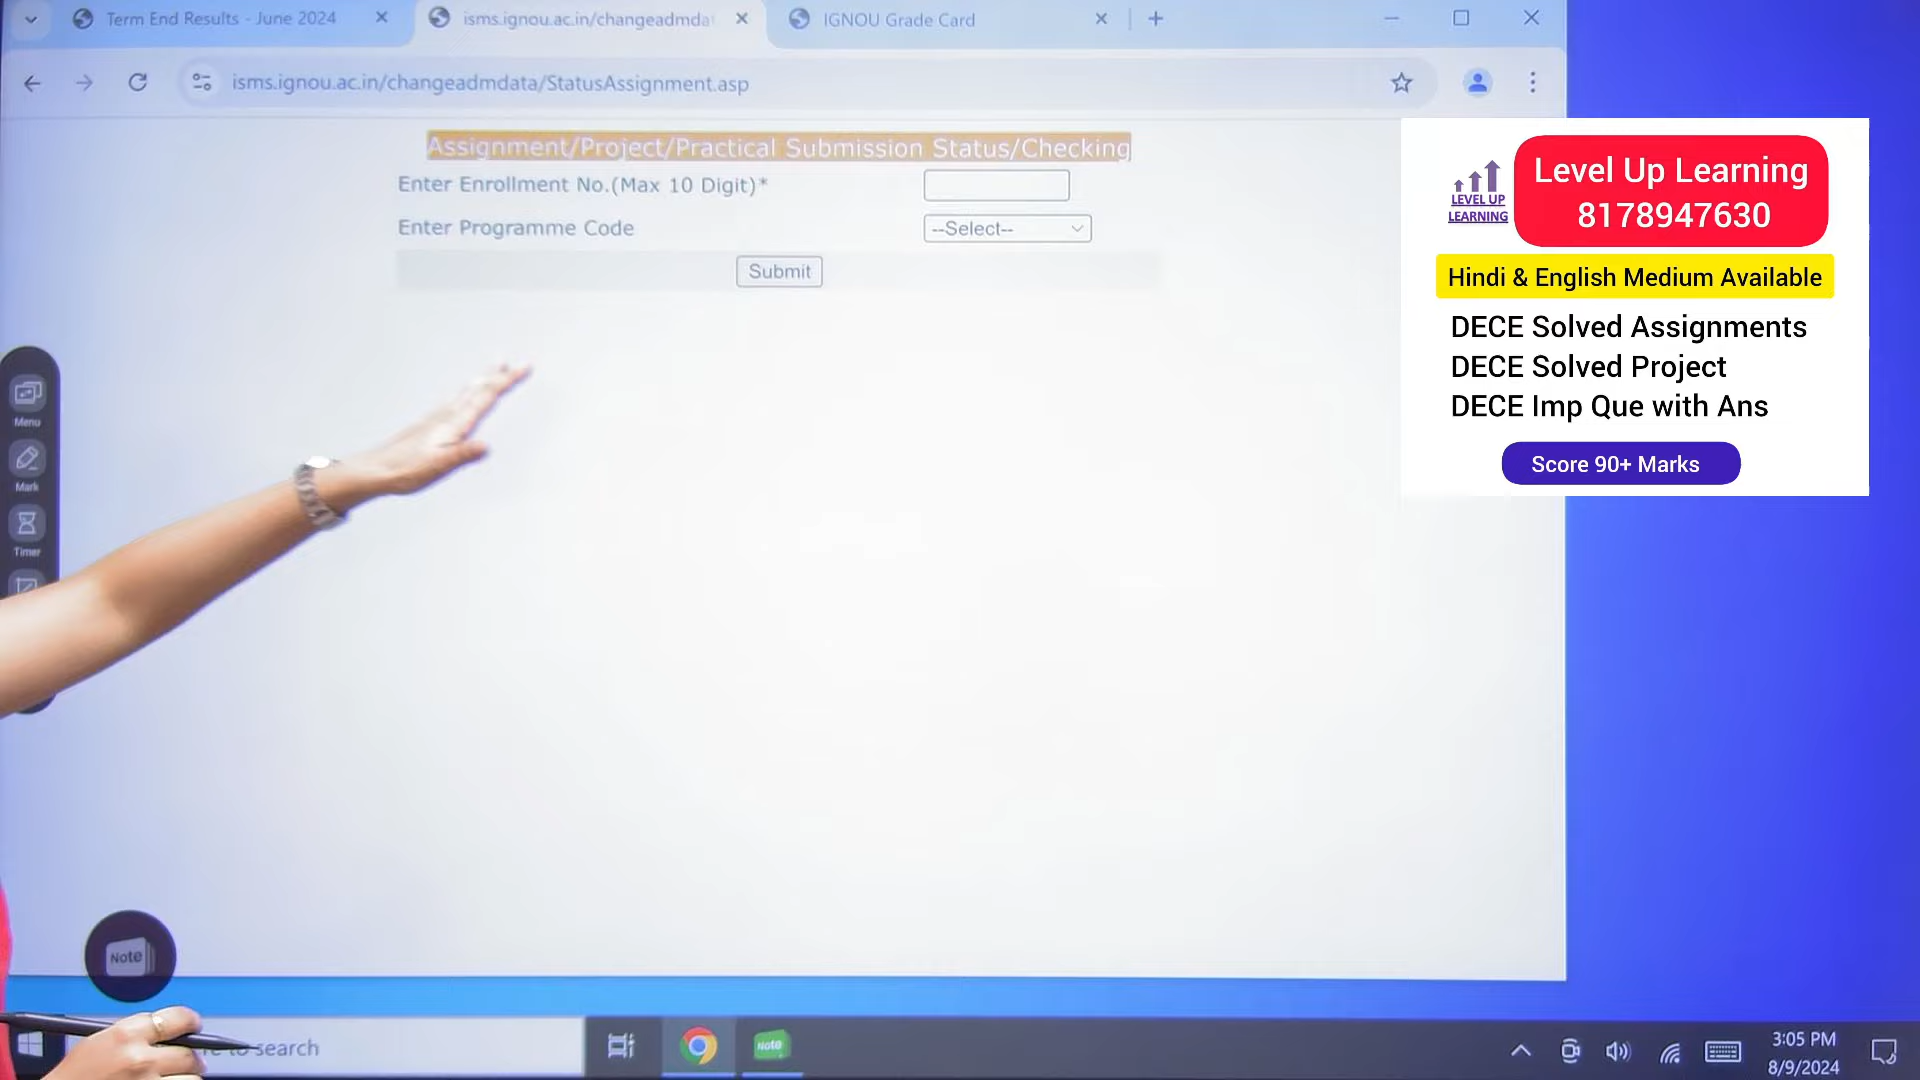 Term End Results - June 2024
isms.ignou.ac.in/changeadmda
IGNOU Grade Card
isms.ignou.ac.in/changeadmdata/StatusAssignment.asp
Assignment/Project/Practical Submission Status/Checking
Enter Enrollment No.(Max 10 Digit)*
Enter Programme Code
--Select--
Submit
LEVEL UP
LEARNING
Level Up Learning
8178947630
Hindi & English Medium Available
DECE Solved Assignments
DECE Solved Project
DECE Imp Que with Ans
Score 90+ Marks
Menu
Mark
Timer
Note
to search
Note
3:05 PM
8/9/2024